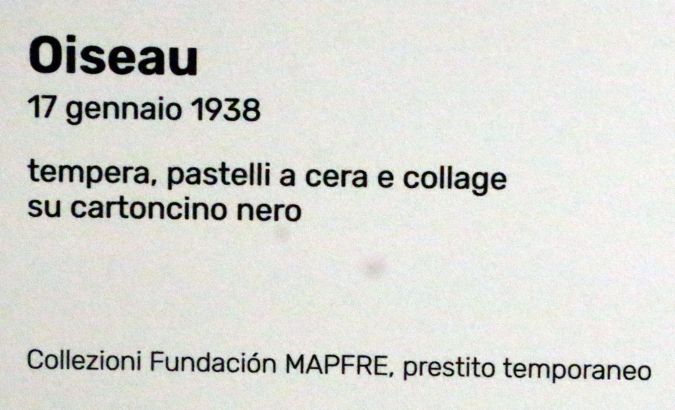 Oiseau
17 gennaio 1938
tempera, pastelli a cera e collage
su cartoncino nero
Collezioni Fundación MAPFRE, prestito temporaneo